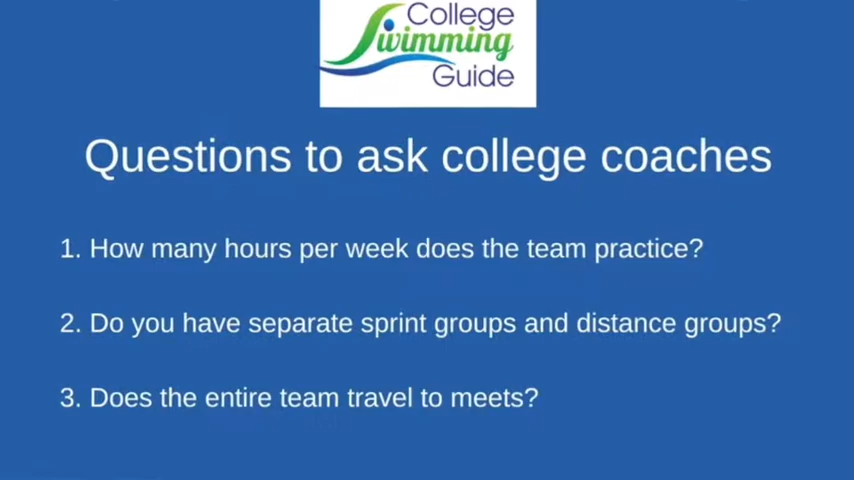 College
Swimming
Guide
Questions to ask college coaches
1. How many hours per week does the team practice?
2. Do you have separate sprint groups and distance groups?
3. Does the entire team travel to meets?